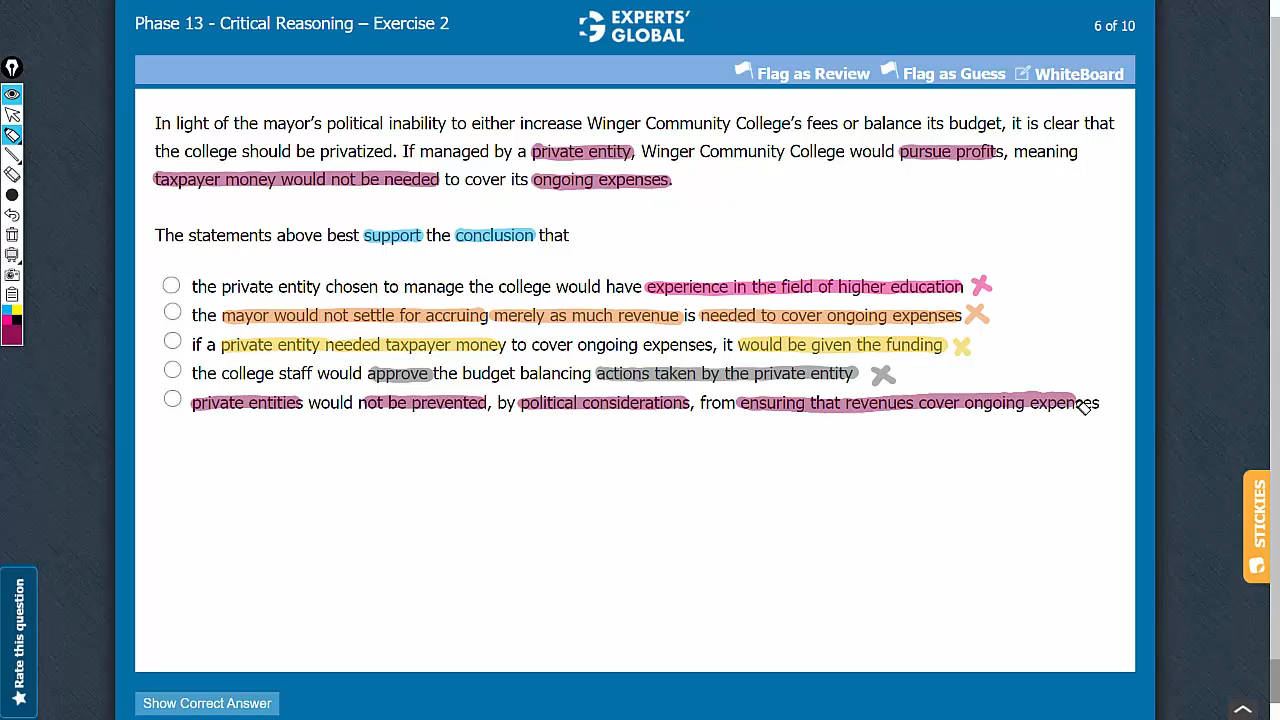 Phase 13 - Critical Reasoning – Exercise 2
EXPERTS'
GLOBAL
6 of 10
Flag as Review
Flag as Guess
WhiteBoard
In light of the mayor's political inability to either increase Winger Community College's fees or balance its budget, it is clear that
the college should be privatized. If managed by a private entity, Winger Community College would pursue profits, meaning
taxpayer money would not be needed to cover its ongoing expenses.
The statements above best support the conclusion that
the private entity chosen to manage the college would have experience in the field of higher education
the mayor would not settle for accruing merely as much revenue is needed to cover ongoing expenses
if a private entity needed taxpayer money to cover ongoing expenses, it would be given the funding
the college staff would approve the budget balancing actions taken by the private entity
private entities would not be prevented, by political considerations, from ensuring that revenues cover ongoing expenses
STICKIES
Rate this question
Show Correct Answer